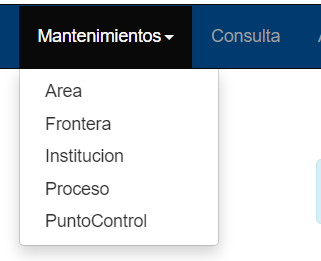 Mantenimientos Consulta
Area
Frontera
Institucion
Proceso
PuntoControl